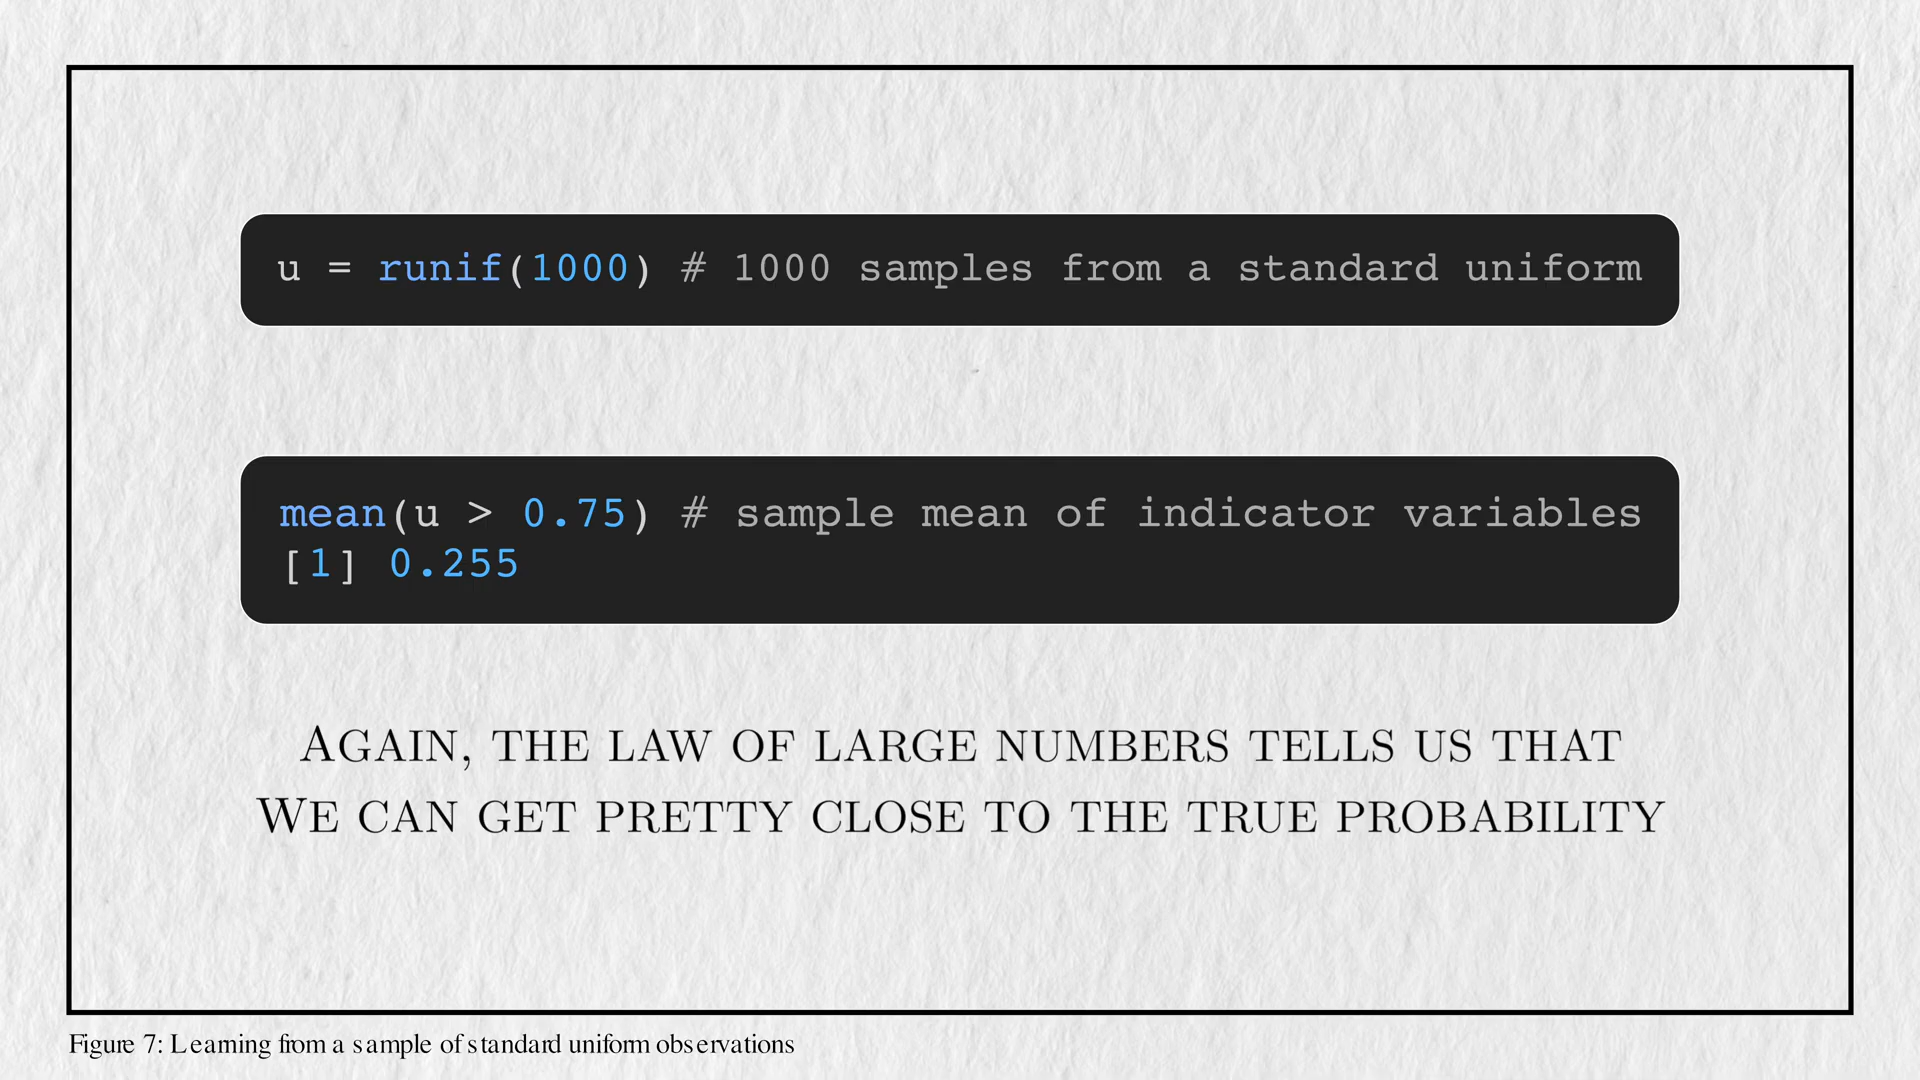 u = runif(1000) # 1000 samples from a standard uniform
mean(u > 0.75) # sample mean of indicator variables
[1] 0.255
Again, the law of large numbers tells us that
We can get pretty close to the true probability
Figure 7: Learning from a sample of standard uniform observations